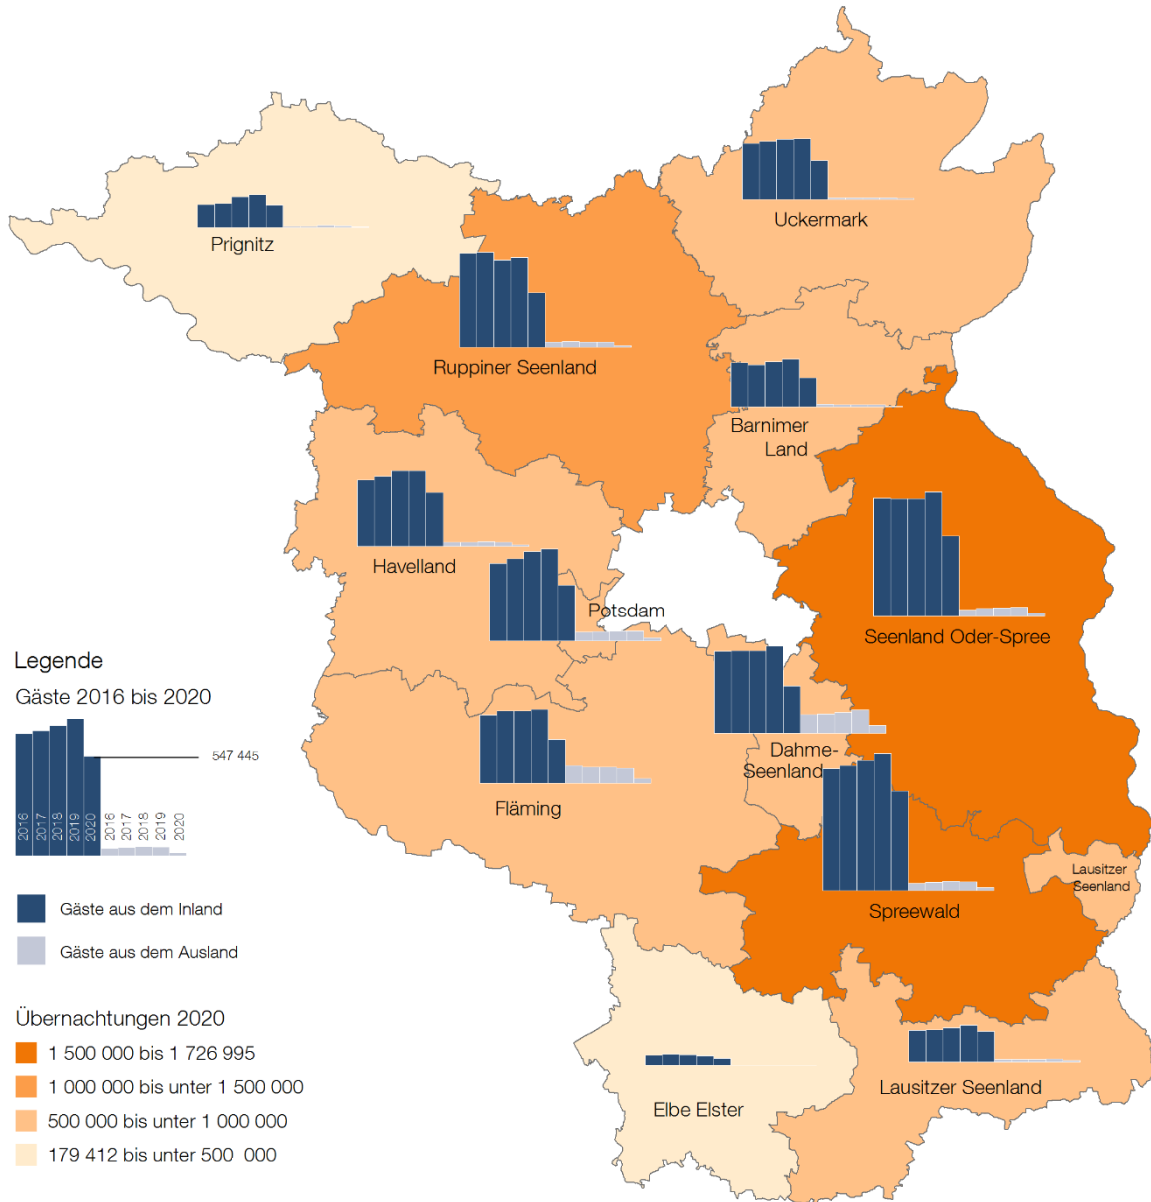 Prignitz
Uckermark
Ruppiner Seenland
Barnimer
Land
Havelland
Potsdam
Seenland Oder-Spree
Dahme-
Seenland
Fläming
Spreewald
Lausitzer
Seenland
Elbe Elster
Lausitzer Seenland
Legende
Gäste 2016 bis 2020
547 445
2016
2017
2018
2019
2020
2016
2017
2018
2019
2020
Gäste aus dem Inland
Gäste aus dem Ausland
Übernachtungen 2020
1 500 000 bis 1 726 995
1 000 000 bis unter 1 500 000
500 000 bis unter 1 000 000
179 412 bis unter 500 000